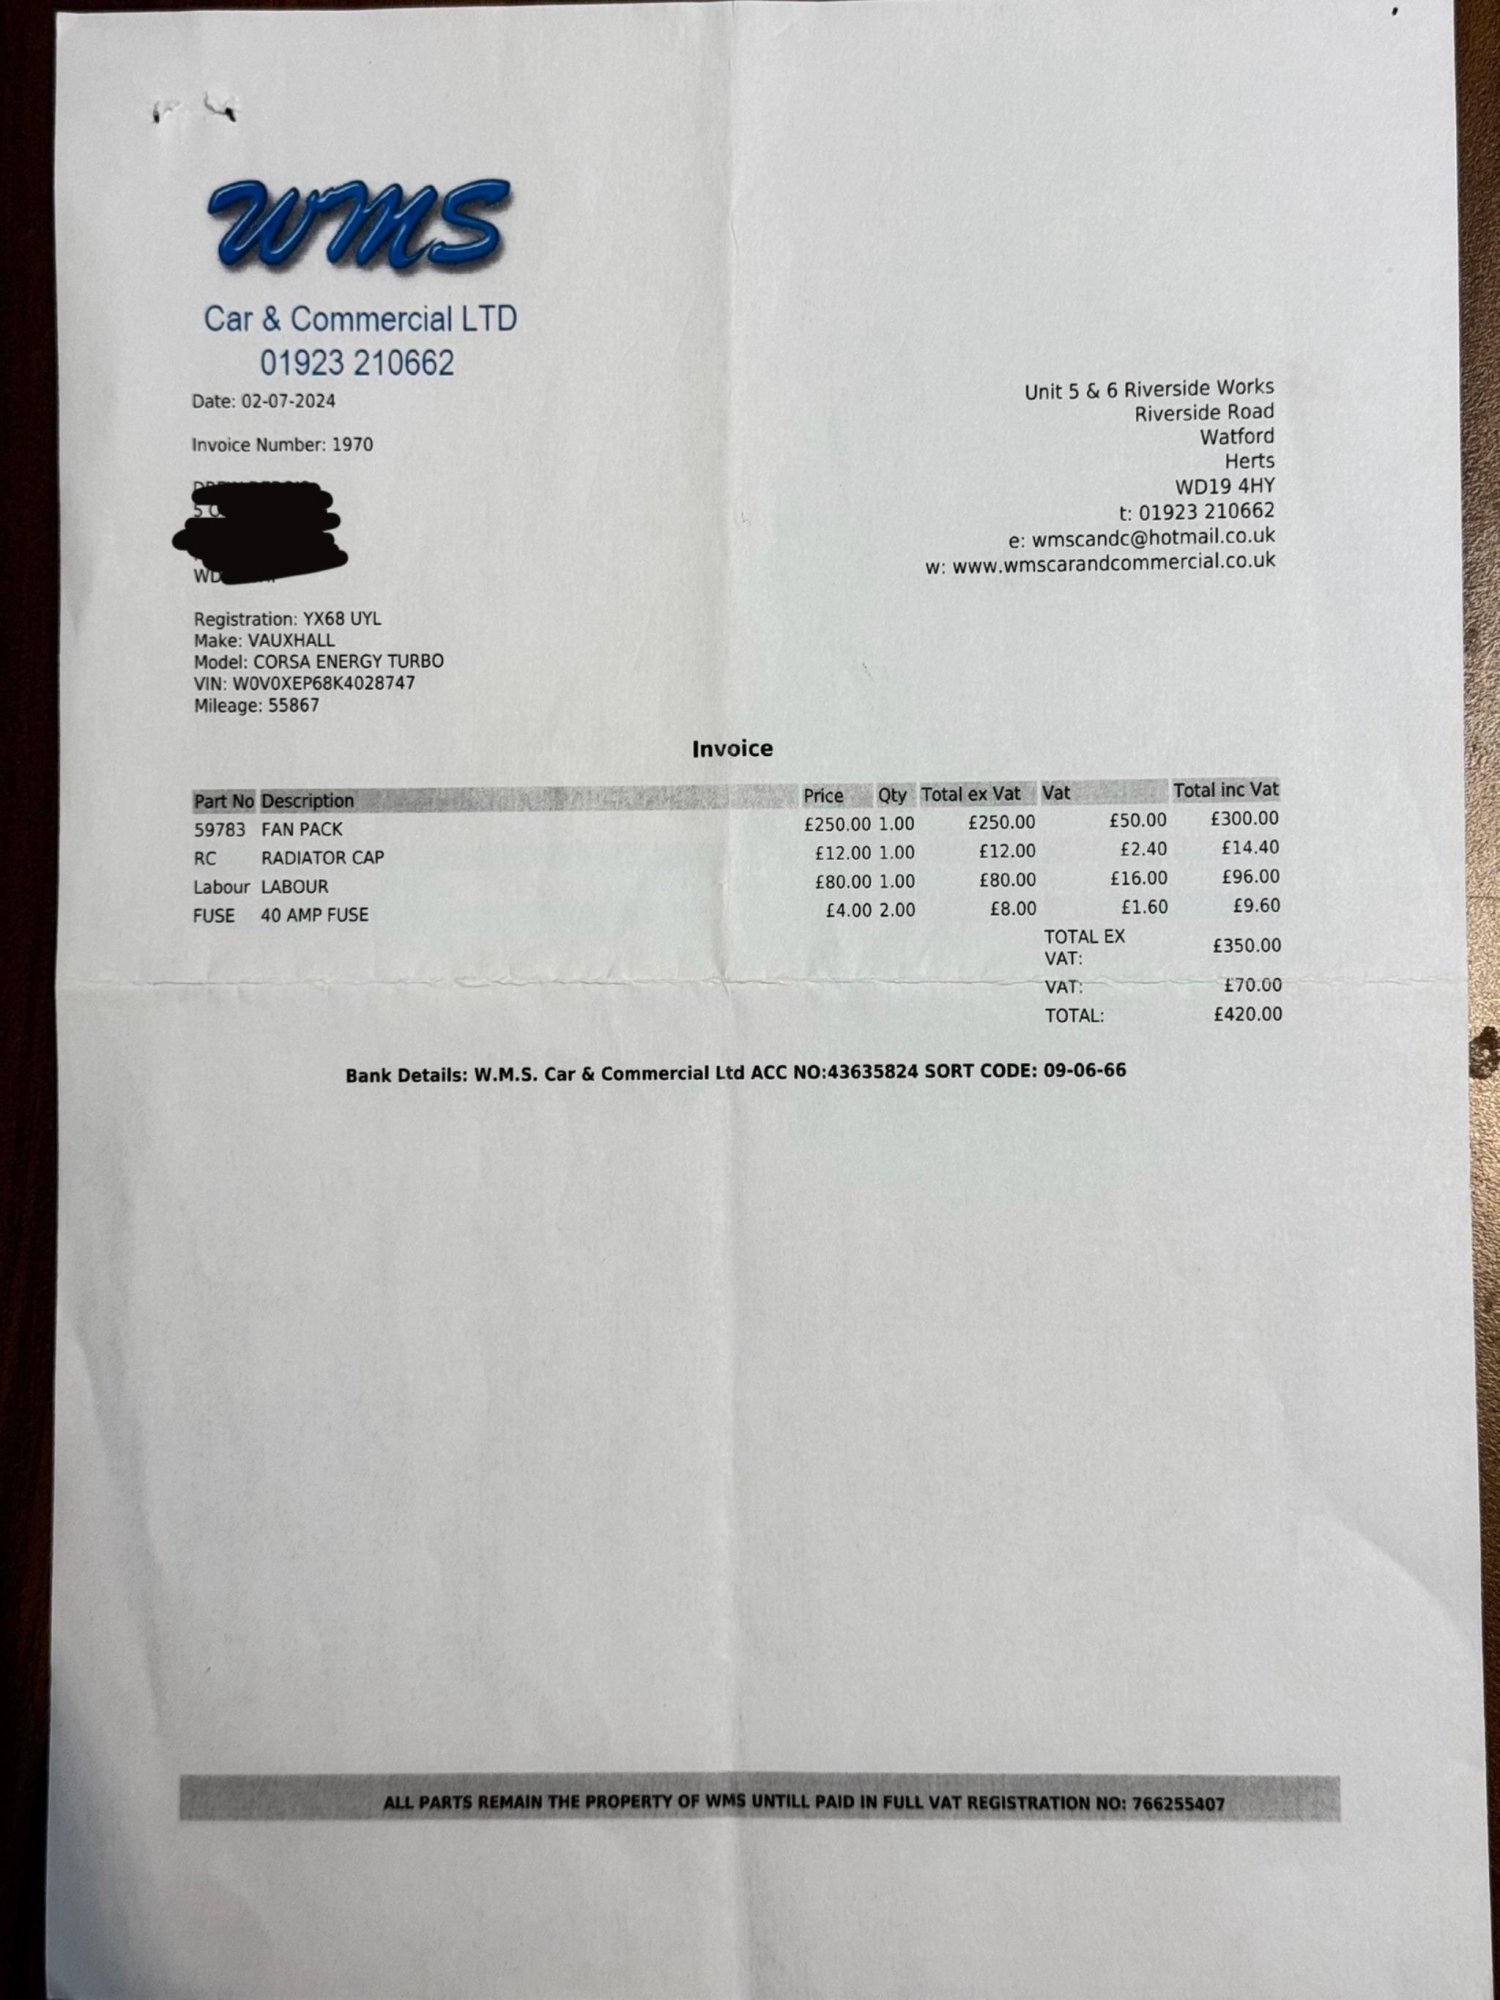 WMS
Car & Commercial LTD
01923 210662
Date: 02-07-2024
Invoice Number: 1970
Unit 5 & 6 Riverside Works
Riverside Road
Watford
Herts
WD19 4HY
t: 01923 210662
e: wmscandc@hotmail.co.uk
w: www.wmscarandcommercial.co.uk
5
WD
Registration: YX68 UYL
Make: VAUXHALL
Model: CORSA ENERGY TURBO
VIN: W0V0XEP68K4028747
Mileage: 55867
Invoice
Part No Description Price Qty Total ex Vat Vat Total inc Vat
59783 FAN PACK £250.00 1.00 £250.00 £50.00 £300.00
RC RADIATOR CAP £12.00 1.00 £12.00 £2.40 £14.40
Labour LABOUR £80.00 1.00 £80.00 £16.00 £96.00
FUSE 40 AMP FUSE £4.00 2.00 £8.00 £1.60 £9.60
TOTAL EX VAT: £350.00
VAT: £70.00
TOTAL: £420.00
Bank Details: W.M.S. Car & Commercial Ltd ACC NO:43635824 SORT CODE: 09-06-66
ALL PARTS REMAIN THE PROPERTY OF WMS UNTILL PAID IN FULL VAT REGISTRATION NO: 766255407